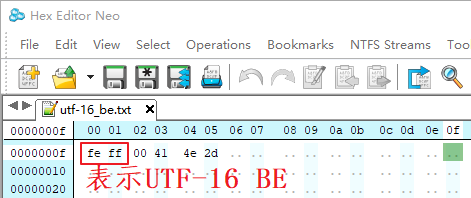 Hex Editor Neo
File Edit View Select Operations Bookmarks NTFS Streams Too
utf-16_be.txt
0000000f 00 01 02 03 04 05 06 07 08 09 0a 0b 0c 0d 0e 0f
0000000f fe ff 00 41 4e 2d .. .. .. .. .. .. .. .. .. ..
00000010
00000020
表示UTF-16 BE